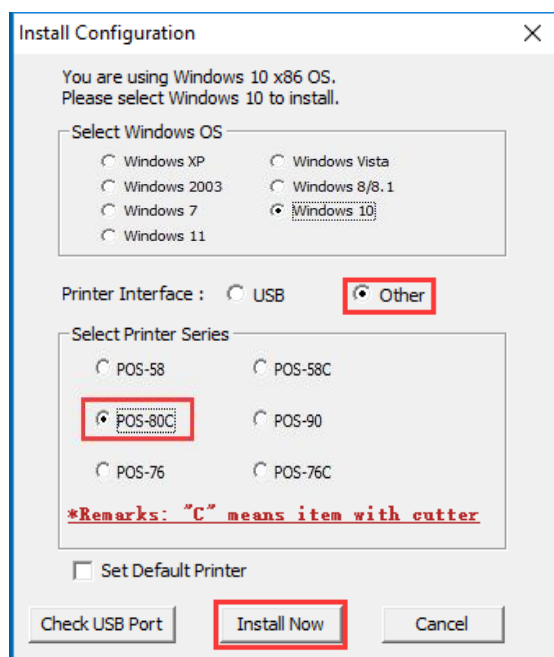 Install Configuration
You are using Windows 10 x86 OS.
Please select Windows 10 to install.
Select Windows OS
Windows XP Windows Vista
Windows 2003 Windows 8/8.1
Windows 7 Windows 10
Windows 11
Printer Interface : USB Other
Select Printer Series
POS-58 POS-58C
POS-80C POS-90
POS-76 POS-76C
*Remarks: "C" means item with cutter
Set Default Printer
Check USB Port Install Now Cancel